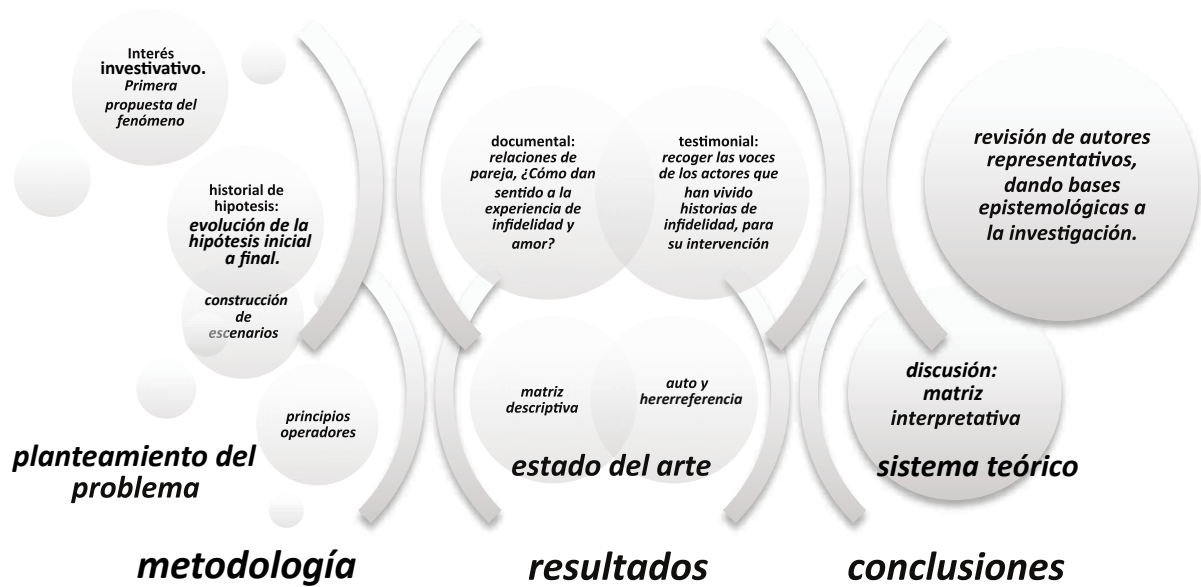 Interés
investivativo.
Primera
propuesta del
fenómeno
historial de
hipotesis:
evolución de la
hipótesis inicial
a final.
planteamiento del
problema
documental:
relaciones de
pareja, ¿Cómo dan
sentido a la
experiencia de
infidelidad y
amor?
testimonial:
recoger las voces
de los actores que
han vivido
historias de
infidelidad, para
su intervención
estado del arte
revisión de autores
representativos,
dando bases
epistemológicas a
la investigación.
sistema teórico
construcción
de
escenarios
principios
operadores
metodología
matriz
descriptiva
auto y
hererreferencia
resultados
discusión:
matriz
interpretativa
conclusiones